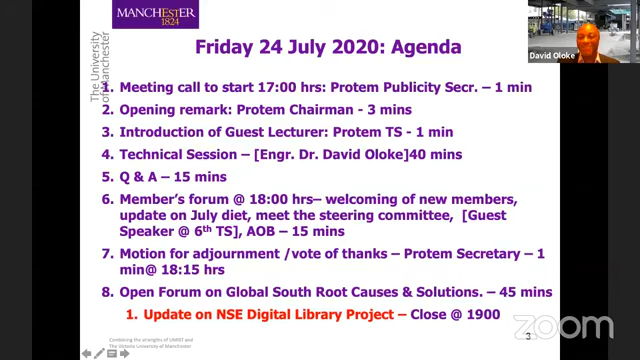 MANCHESTER
1824
The University
of Manchester
David Oloke
Friday 24 July 2020: Agenda
1. Meeting call to start 17:00 hrs: Protem Publicity Secr. – 1 min
2. Opening remark: Protem Chairman - 3 mins
3. Introduction of Guest Lecturer: Protem TS - 1 min
4. Technical Session – [Engr. Dr. David Oloke]40 mins
5. Q & A – 15 mins
6. Member's forum @ 18:00 hrs– welcoming of new members,
update on July diet, meet the steering committee, [Guest
Speaker @ 6th TS], AOB – 15 mins
7. Motion for adjournment /vote of thanks – Protem Secretary – 1
min@ 18:15 hrs
8. Open Forum on Global South Root Causes & Solutions. – 45 mins
1. Update on NSE Digital Library Project – Close @ 1900
zoom
3
Combining the strengths of UMIST and
The Victoria University of Manchester